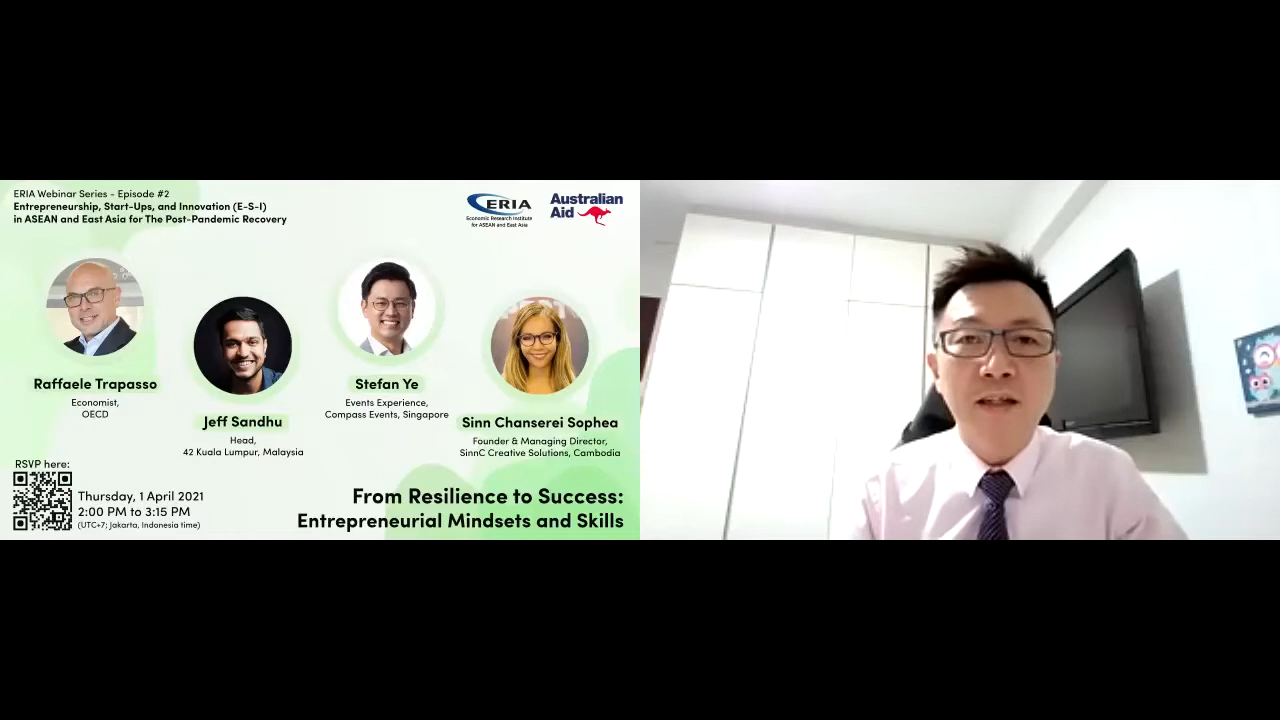 ERIA Webinar Series - Episode #2
Entrepreneurship, Start-Ups, and Innovation (E-S-I)
in ASEAN and East Asia for The Post-Pandemic Recovery
ERIA
Economic Research Institute
for ASEAN and East Asia
Australian
Aid
Raffaele Trapasso
Economist,
OECD
Jeff Sandhu
Head,
42 Kuala Lumpur, Malaysia
Stefan Ye
Events Experience,
Compass Events, Singapore
Sinn Chanserei Sophea
Founder & Managing Director,
SinnC Creative Solutions, Cambodia
RSVP here:
Thursday, 1 April 2021
2:00 PM to 3:15 PM
(UTC+7; Jakarta, Indonesia time)
From Resilience to Success:
Entrepreneurial Mindsets and Skills